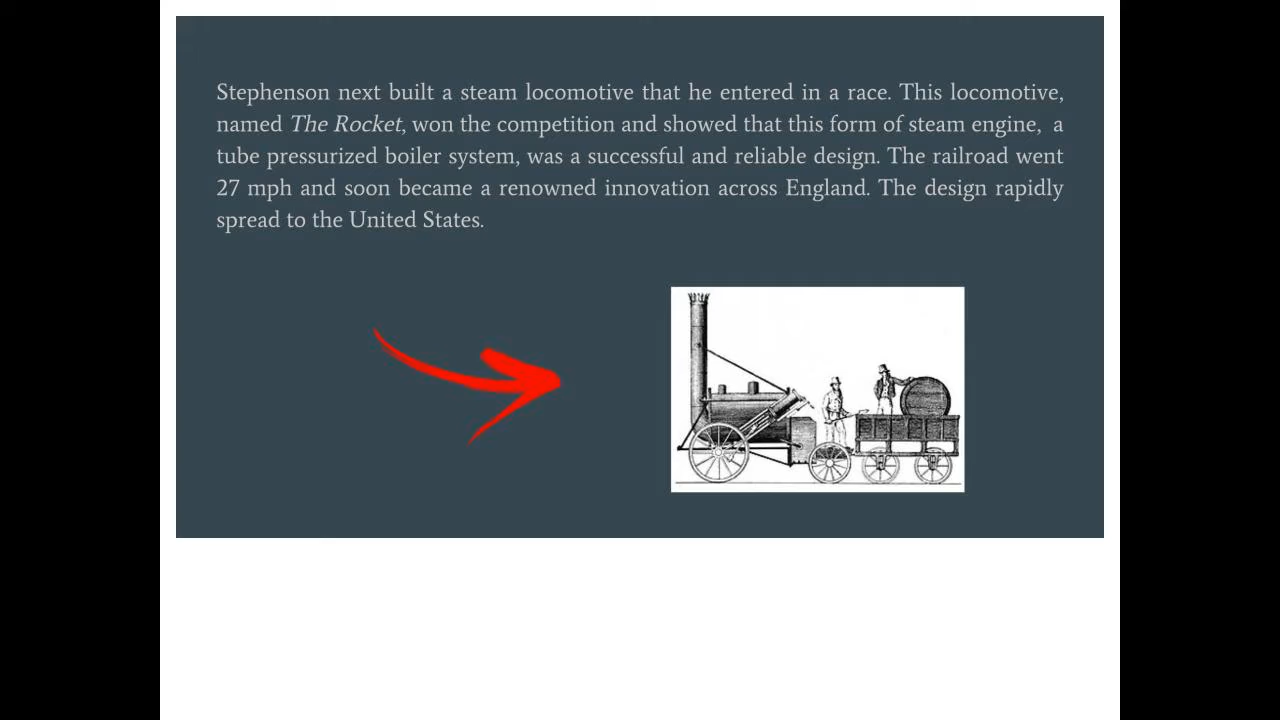 Stephenson next built a steam locomotive that he entered in a race. This locomotive,
named The Rocket, won the competition and showed that this form of steam engine, a
tube pressurized boiler system, was a successful and reliable design. The railroad went
27 mph and soon became a renowned innovation across England. The design rapidly
spread to the United States.